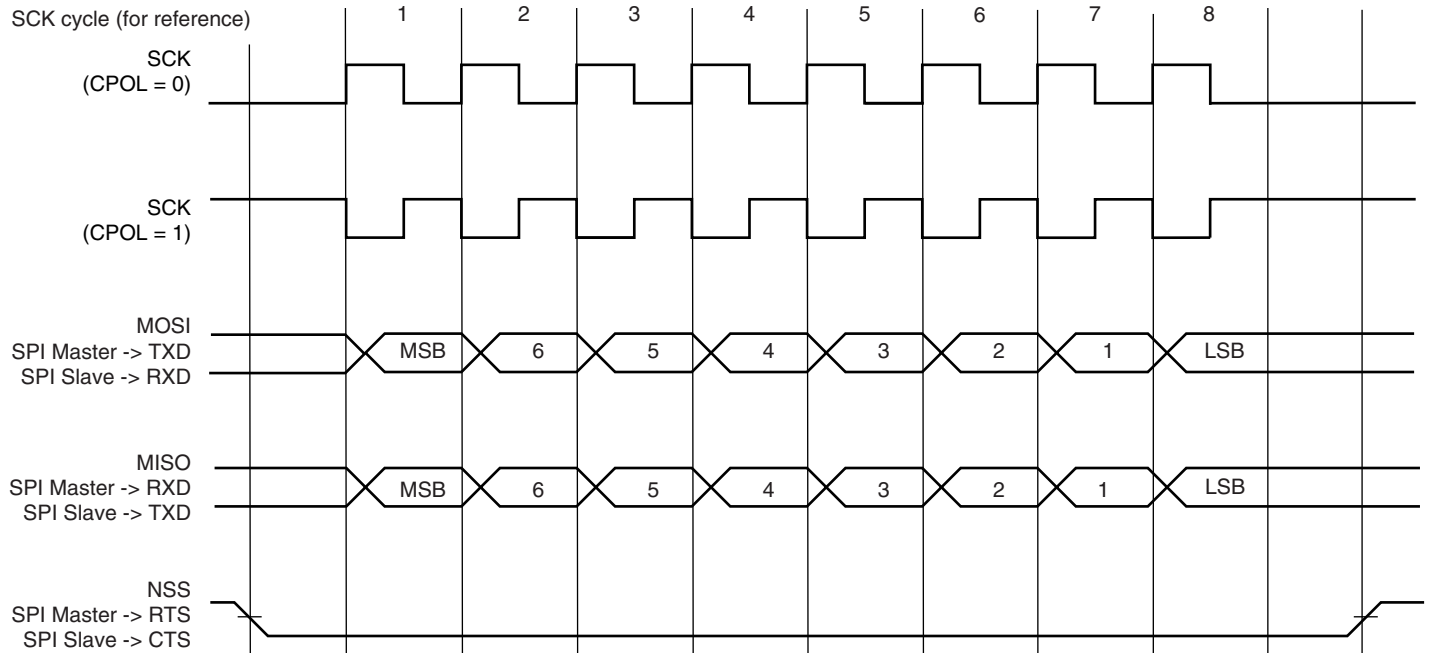 SCK cycle (for reference) 1 2 3 4 5 6 7 8
SCK
(CPOL = 0)
SCK
(CPOL = 1)
MOSI
SPI Master -> TXD
SPI Slave -> RXD
MSB 6 5 4 3 2 1 LSB
MISO
SPI Master -> RXD
SPI Slave -> TXD
MSB 6 5 4 3 2 1 LSB
NSS
SPI Master -> RTS
SPI Slave -> CTS